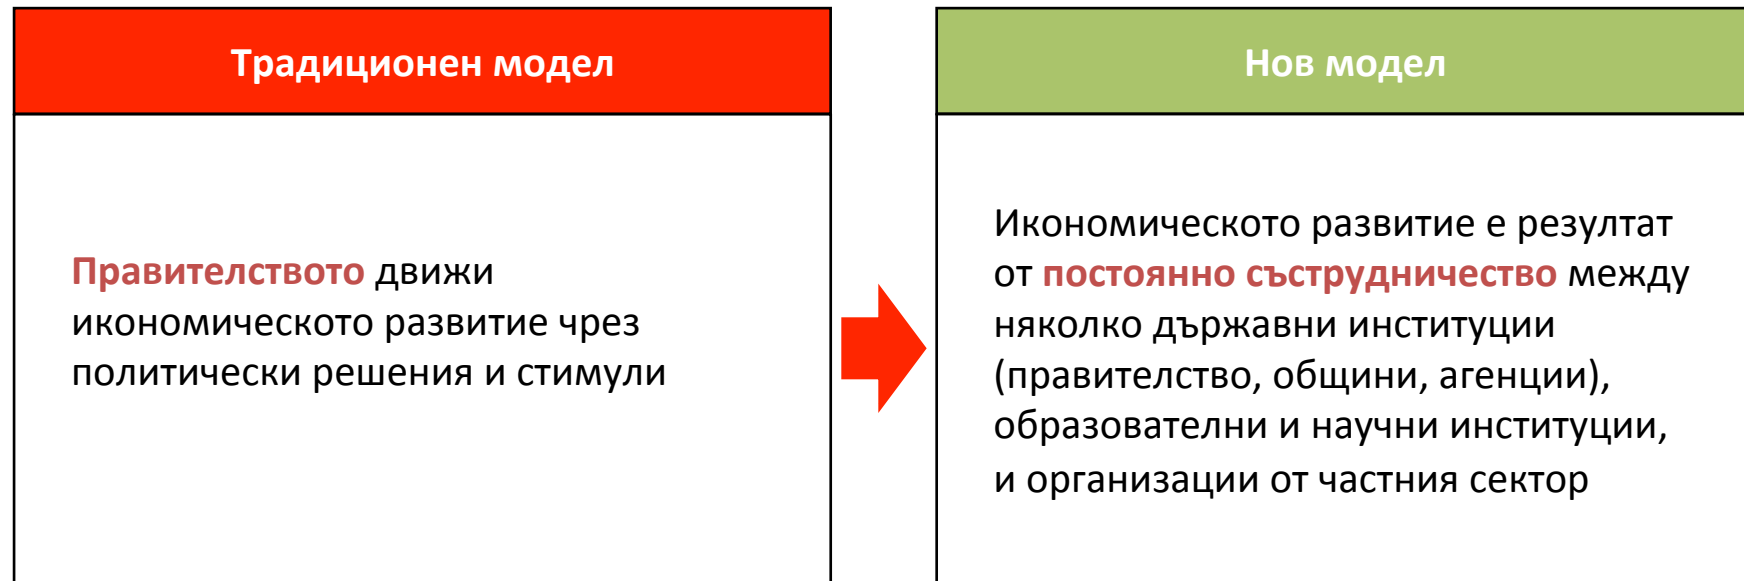 Традиционен модел
Правителството движи
икономическото развитие чрез
политически решения и стимули
Нов модел
Икономическото развитие е резултат
от постоянно сътрудничество между
няколко държавни институции
(правителство, общини, агенции),
образователни и научни институции,
и организации от частния сектор